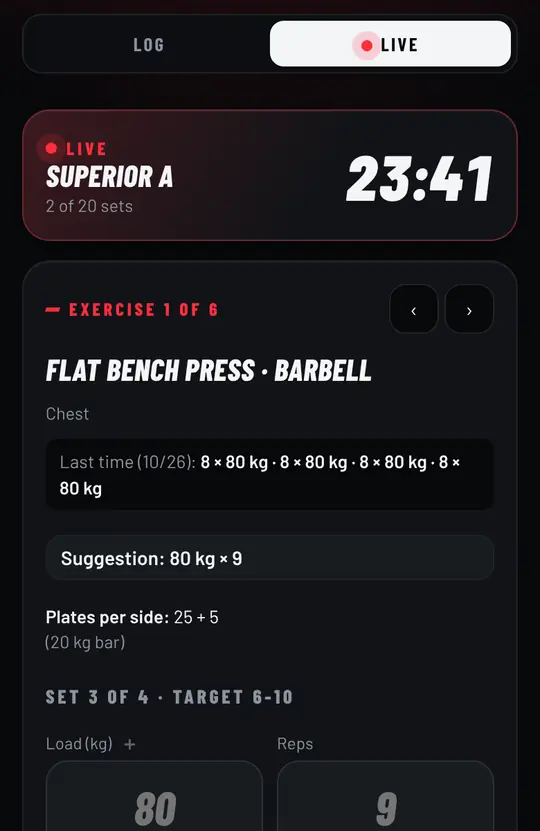 LOG
LIVE
LIVE
SUPERIOR A
2 of 20 sets
23:41
EXERCISE 1 OF 6
‹ ›
FLAT BENCH PRESS · BARBELL
Chest
Last time (10/26): 8 × 80 kg · 8 × 80 kg · 8 × 80 kg · 8 ×
80 kg
Suggestion: 80 kg × 9
Plates per side: 25 + 5
(20 kg bar)
SET 3 OF 4 · TARGET 6-10
Load (kg) +
Reps
80
9